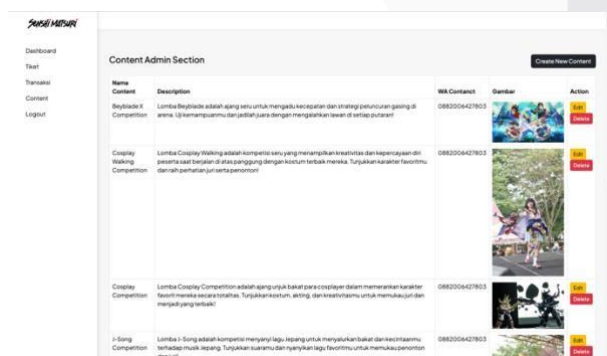 SENSHI MATSURI
Dashboard
Tiket
Transaksi
Content
Logout
Content Admin Section
Create New Content
Nama
Content
Description
WA Contanct
Gambar
Action
Beyblade X
Competition
Lomba Beyblade adalah ajang seru untuk mengadu kecepatan dan strategi peluncuran gasing di
arena. Uji kemampuanmu dan jadilah juara dengan mengalahkan lawan di setiap putaran!
0882006427803
Edit
Delete
Cosplay
Walking
Competition
Lomba Cosplay Walking adalah kompetisi seru yang menampilkan kreativitas dan kepercayaan diri
peserta saat berjalan di atas panggung dengan kostum terbaik mereka. Tunjukkan karakter favoritmu
dan raih perhatian juri serta penonton!
0882006427803
Edit
Delete
Cosplay
Competition
Lomba Cosplay Competition adalah ajang unjuk bakat para cosplayer dalam memerankan karakter
favorit mereka secara totalitas. Tunjukkan kostum, akting, dan kreativitasmu untuk memukau juri dan
menjadi yang terbaik!
0882006427803
Edit
Delete
J-Song
Competition
Lomba J-Song adalah kompetisi menyanyi lagu Jepang untuk menyalurkan bakat dan kecintaanmu
terhadap musik Jepang. Tunjukkan suaramu dan nyanyikan lagu favoritmu untuk memukau penonton
0882006427803
Edit
Delete